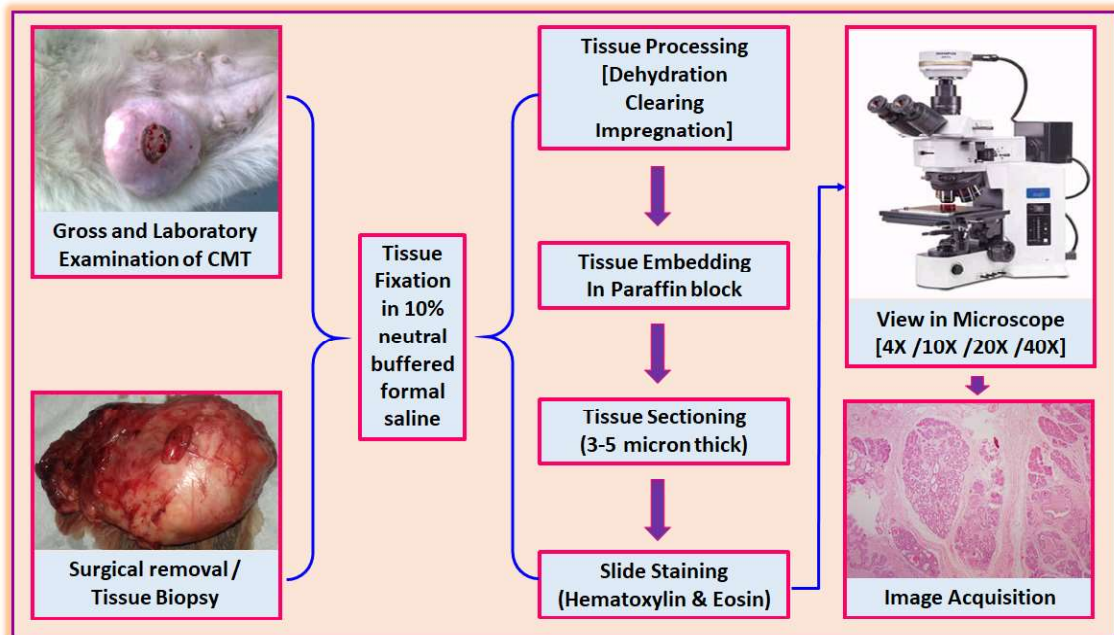 Gross and Laboratory
Examination of CMT
Surgical removal /
Tissue Biopsy
Tissue
Fixation
in 10%
neutral
buffered
formal
saline
Tissue Processing
[Dehydration
Clearing
Impregnation]
Tissue Embedding
In Paraffin block
Tissue Sectioning
(3-5 micron thick)
Slide Staining
(Hematoxylin & Eosin)
View in Microscope
[4X /10X /20X /40X]
Image Acquisition